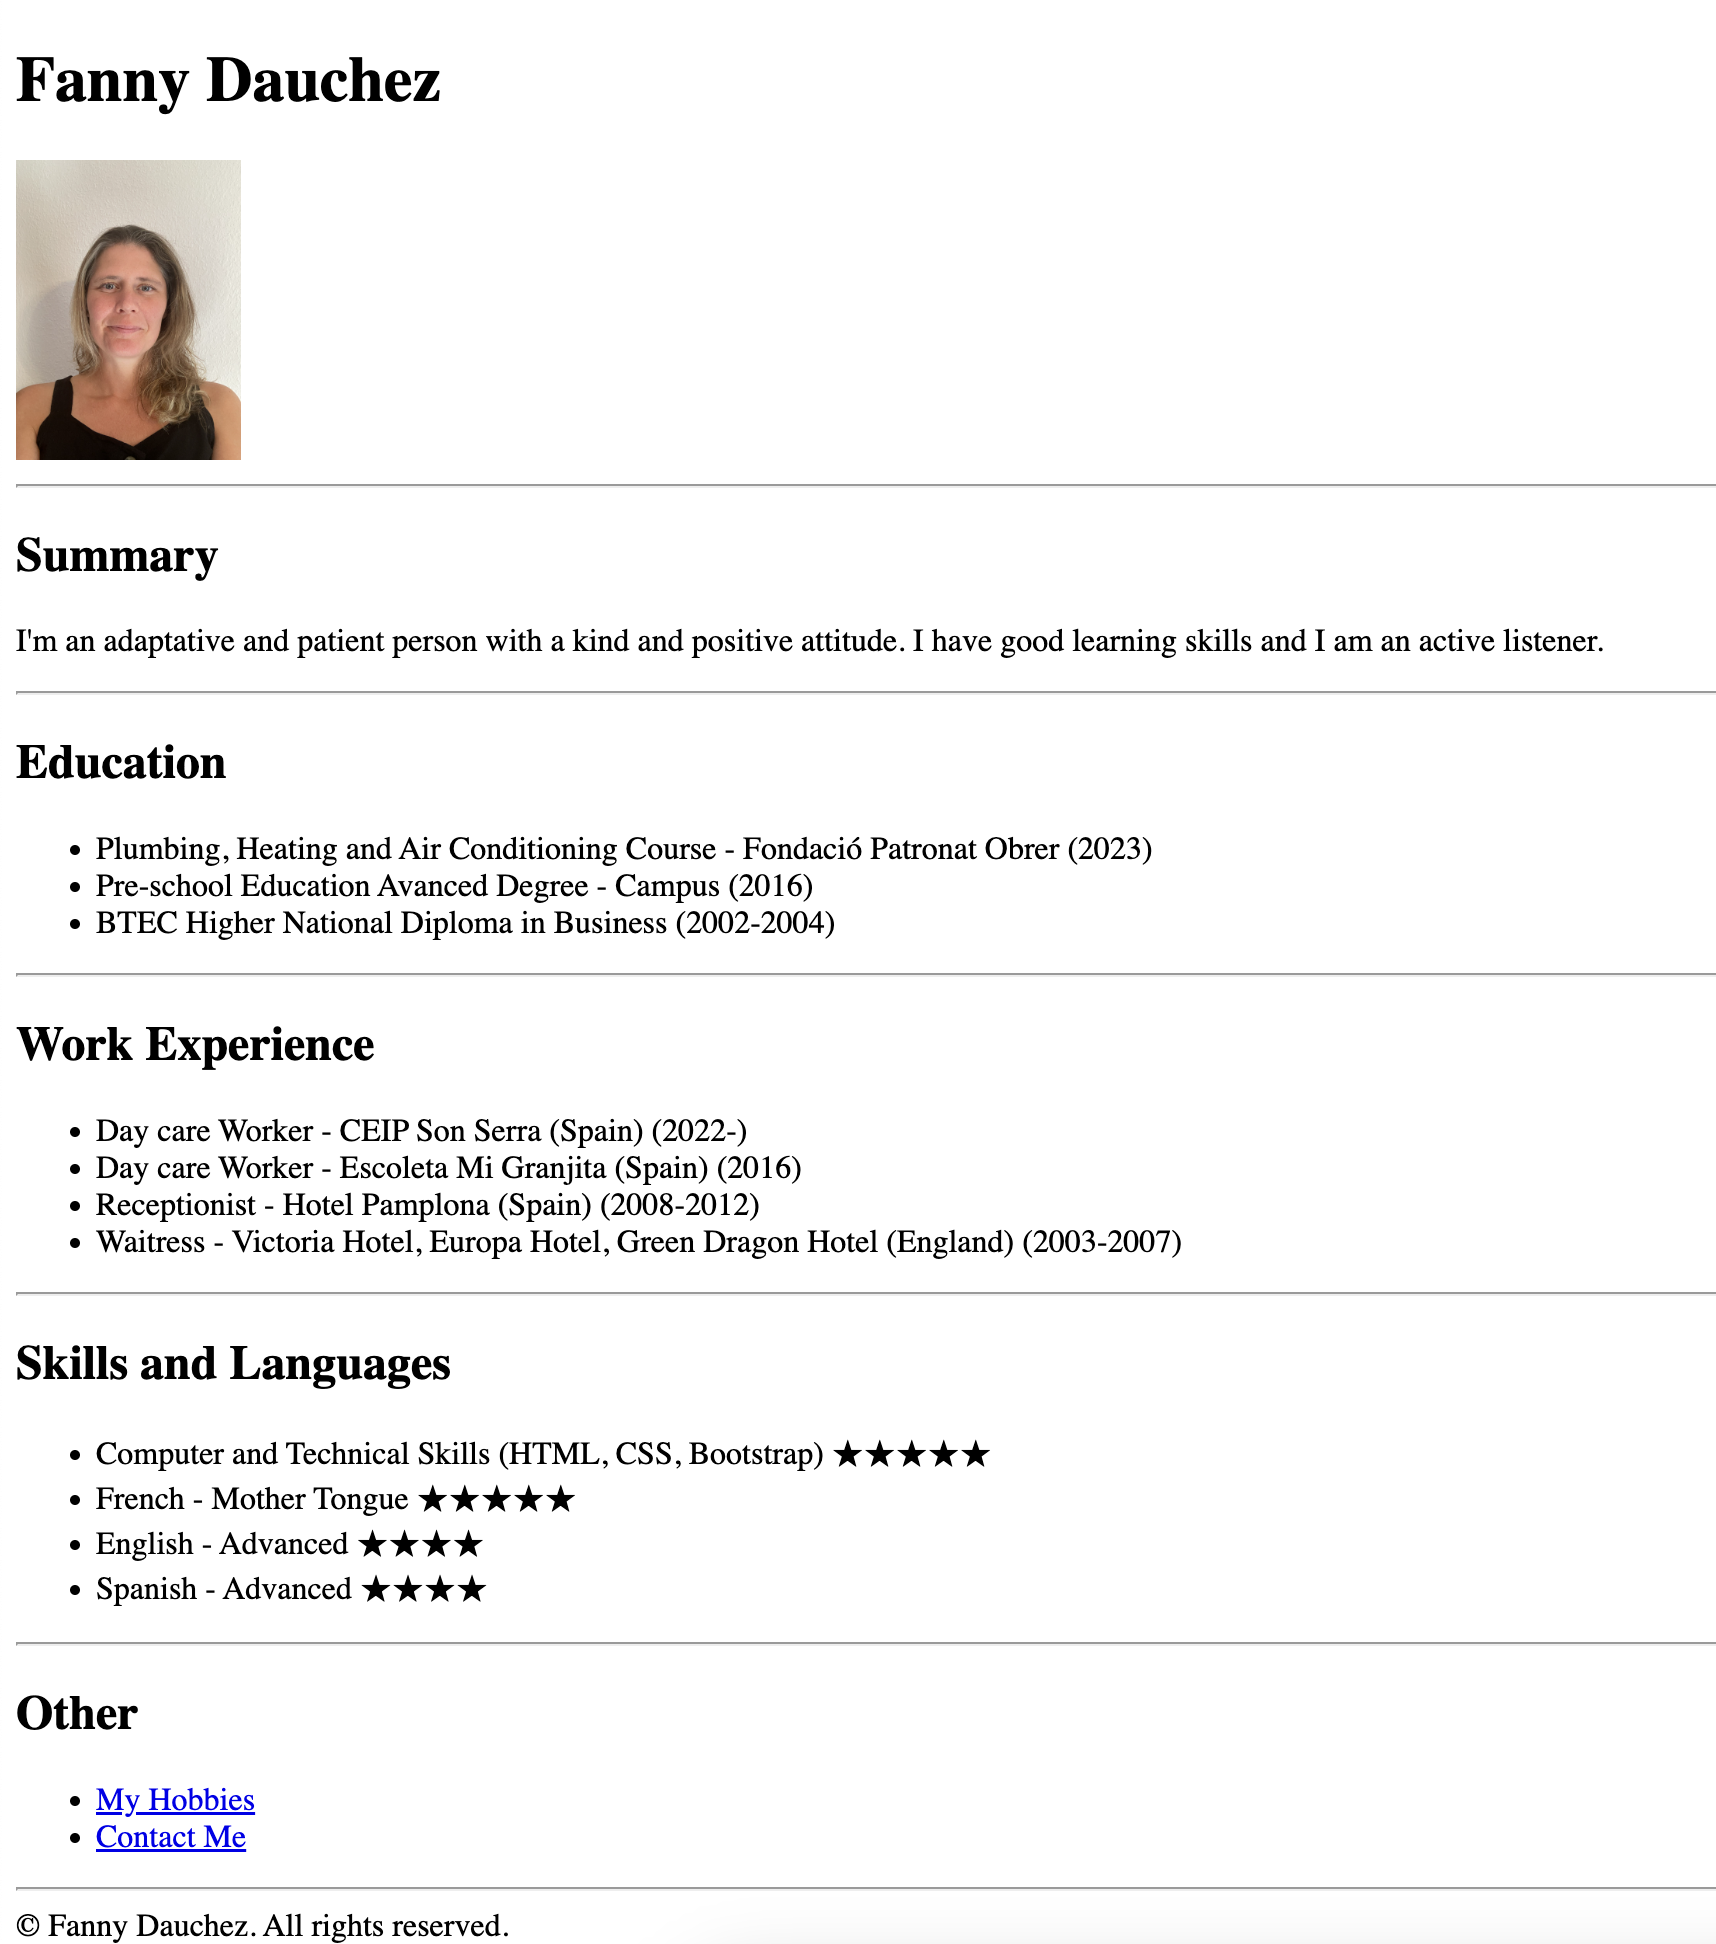 Fanny Dauchez
Summary
I'm an adaptative and patient person with a kind and positive attitude. I have good learning skills and I am an active listener.
Education
• Plumbing, Heating and Air Conditioning Course - Fondació Patronat Obrer (2023)
• Pre-school Education Avanced Degree - Campus (2016)
• BTEC Higher National Diploma in Business (2002-2004)
Work Experience
• Day care Worker - CEIP Son Serra (Spain) (2022-)
• Day care Worker - Escoleta Mi Granjita (Spain) (2016)
• Receptionist - Hotel Pamplona (Spain) (2008-2012)
• Waitress - Victoria Hotel, Europa Hotel, Green Dragon Hotel (England) (2003-2007)
Skills and Languages
• Computer and Technical Skills (HTML, CSS, Bootstrap) ★★★★★
• French - Mother Tongue ★★★★★
• English - Advanced ★★★★
• Spanish - Advanced ★★★★
Other
• My Hobbies
• Contact Me
© Fanny Dauchez. All rights reserved.